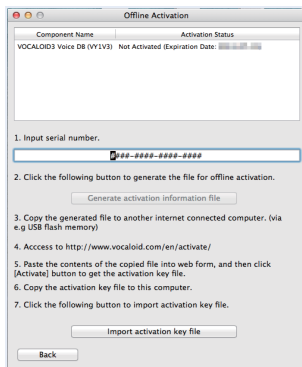 Offline Activation
Component Name Activation Status
VOCALOID3 Voice DB (VY1V3) Not Activated (Expiration Date:
1. Input serial number.
####-####-####-####
2. Click the following button to generate the file for offline activation.
Generate activation information file
3. Copy the generated file to another internet connected computer. (via
e.g USB flash memory)
4. Acccess to http://www.vocaloid.com/en/activate/
5. Paste the contents of the copied file into web form, and then click
[Activate] button to get the activation key file.
6. Copy the activation key file to this computer.
7. Click the following button to import activation key file.
Import activation key file
Back